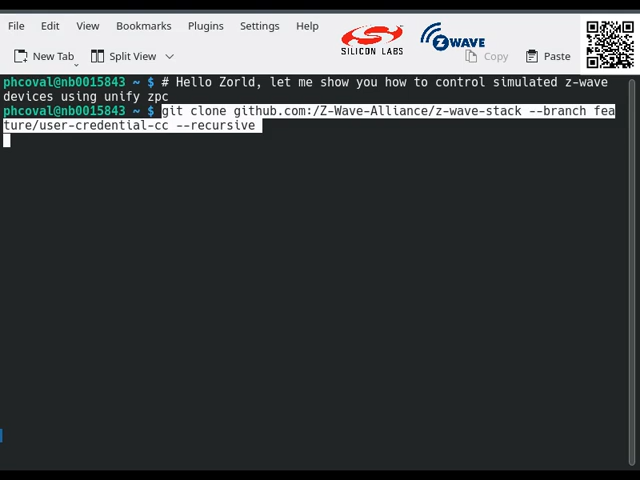 File Edit View Bookmarks Plugins Settings Help
New Tab Split View SILICON LABS Z WAVE Copy Paste
phcoval@nb0015843 ~ $ # Hello Zorld, let me show you how to control simulated z-wave
devices using unify zpc
phcoval@nb0015843 ~ $ git clone github.com:/Z-Wave-Alliance/z-wave-stack --branch fea
ture/user-credential-cc --recursive